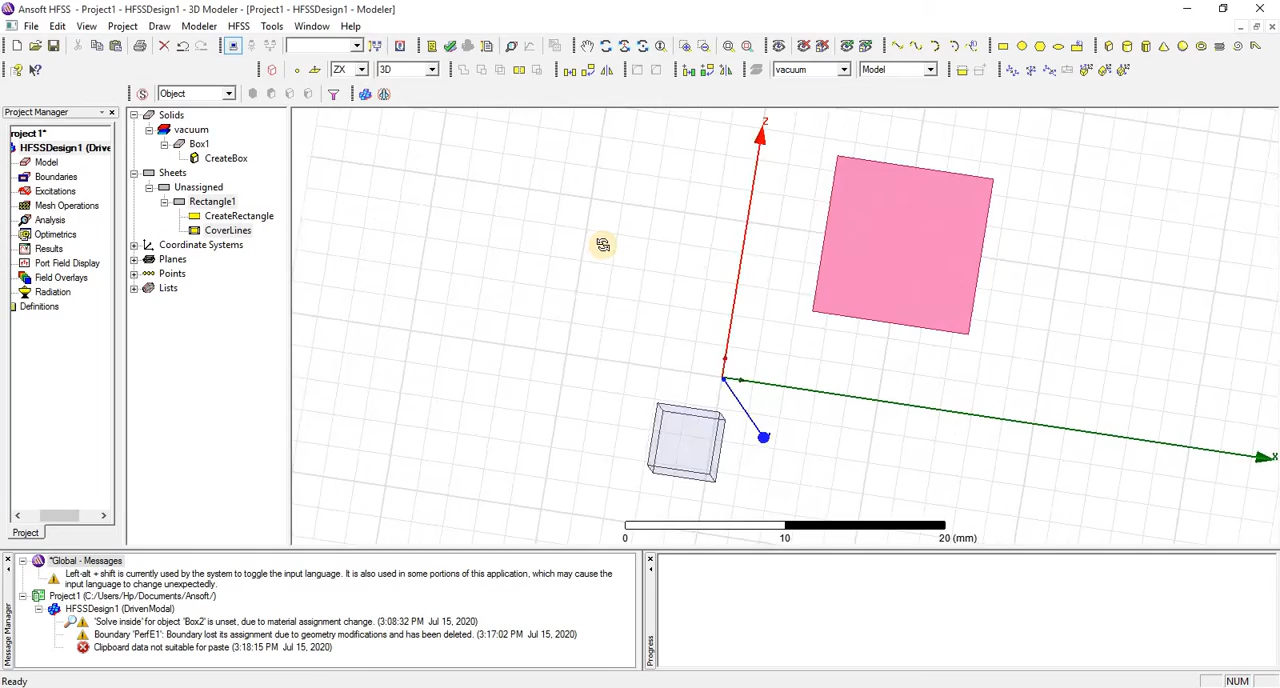 Ansoft HFSS - Project1 - HFSSDesign1 - 3D Modeler - [Project1 - HFSSDesign1 - Modeler]
File Edit View Project Draw Modeler HFSS Tools Window Help
ZX 3D vacuum Model
Object
Project Manager
roject 1*
HFSSDesign1 (Drive
Model
Boundaries
Excitations
Mesh Operations
Analysis
Optimetrics
Results
Port Field Display
Field Overlays
Radiation
Definitions
Project
Solids
vacuum
Box1
CreateBox
Sheets
Unassigned
Rectangle1
CreateRectangle
CoverLines
Coordinate Systems
Planes
Points
Lists
Z
X
0 10 20 (mm)
Message Manager
*Global - Messages
Left-alt + shift is currently used by the system to toggle the input language. It is also used in some portions of this application, which may cause the
input language to change unexpectedly.
Project1 (C:/Users/Hp/Documents/Ansoft/)
HFSSDesign1 (DrivenModal)
'Solve inside' for object 'Box2' is unset, due to material assignment change. (3:08:32 PM Jul 15, 2020)
Boundary 'PerfE1': Boundary lost its assignment due to geometry modifications and has been deleted. (3:17:02 PM Jul 15, 2020)
Clipboard data not suitable for paste (3:18:15 PM Jul 15, 2020)
Progress
Ready
NUM